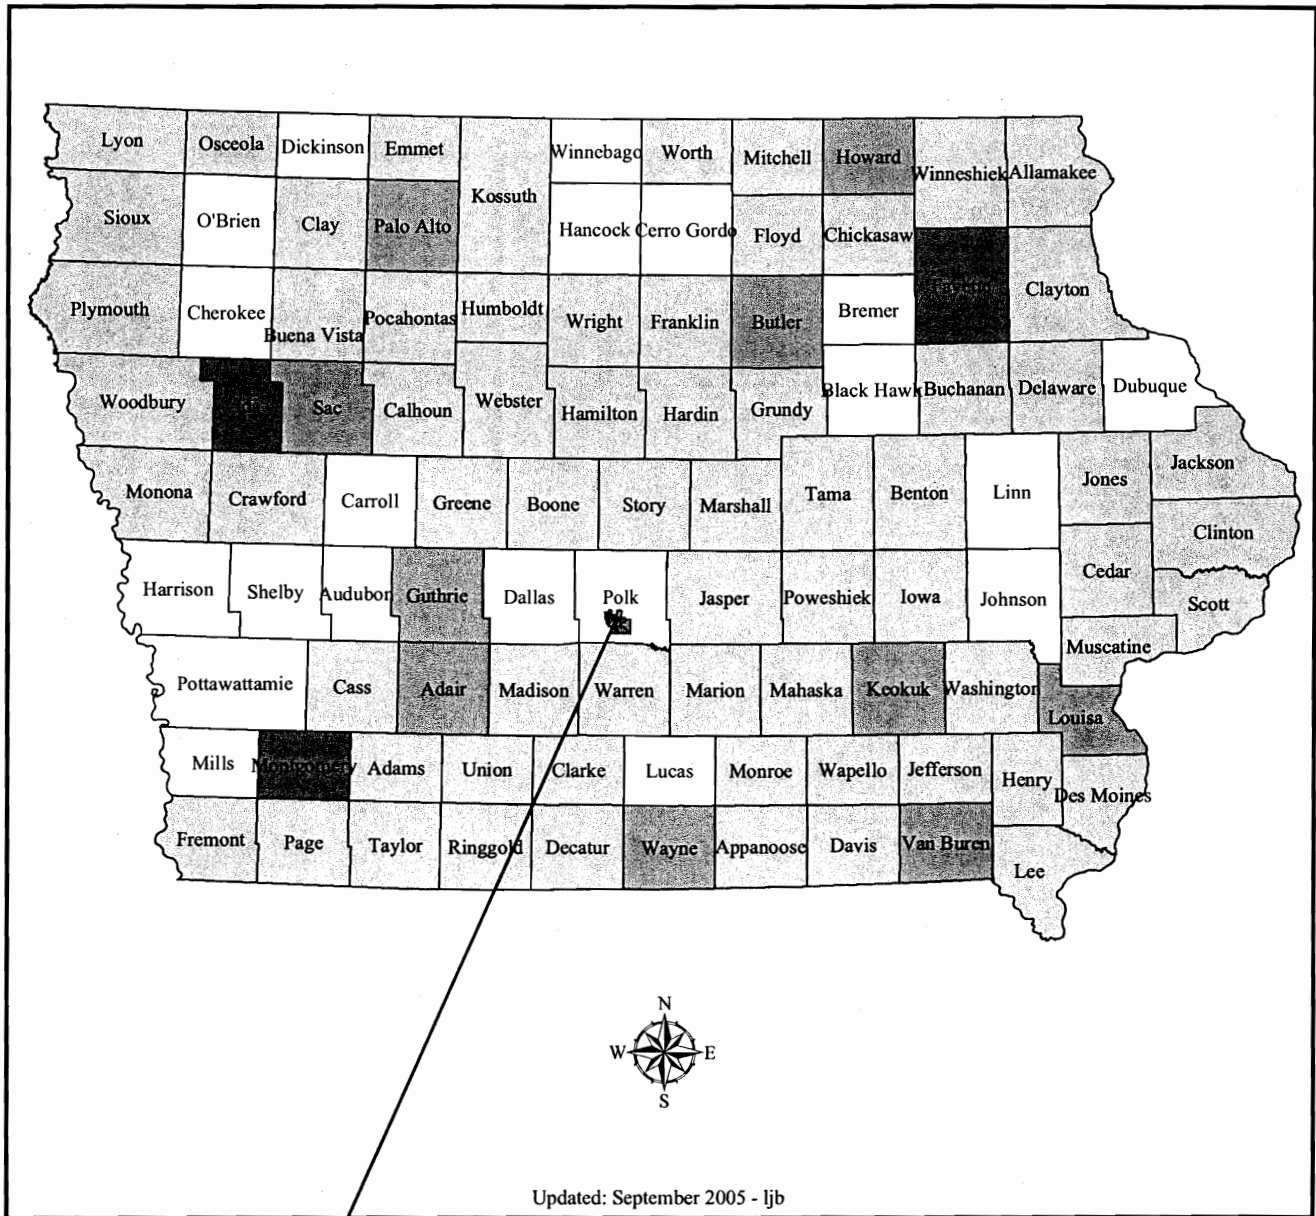 Lyon
Osceola
Dickinson
Emmet
Kossuth
Winnebago
Worth
Mitchell
Howard
Winneshiek
Allamakee
Sioux
O'Brien
Clay
Palo Alto
Hancock
Cerro Gordo
Floyd
Chickasaw
Fayette
Clayton
Plymouth
Cherokee
Buena Vista
Pocahontas
Humboldt
Wright
Franklin
Butler
Bremer
Woodbury
Sac
Calhoun
Webster
Hamilton
Hardin
Grundy
Black Hawk
Buchanan
Delaware
Dubuque
Monona
Crawford
Carroll
Greene
Boone
Story
Marshall
Tama
Benton
Linn
Jones
Jackson
Clinton
Harrison
Shelby
Audubon
Guthrie
Dallas
Polk
Jasper
Poweshiek
Iowa
Johnson
Cedar
Scott
Muscatine
Pottawattamie
Cass
Adair
Madison
Warren
Marion
Mahaska
Keokuk
Washington
Louisa
Mills
Montgomery
Adams
Union
Clarke
Lucas
Monroe
Wapello
Jefferson
Henry
Des Moines
Fremont
Page
Taylor
Ringgold
Decatur
Wayne
Appanoose
Davis
Van Buren
Lee
N
W
E
S
Updated: September 2005 - ljb